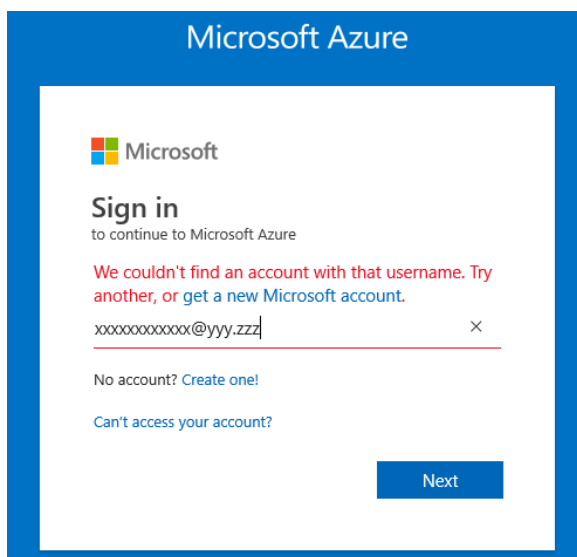 Microsoft Azure
Microsoft
Sign in
to continue to Microsoft Azure
We couldn't find an account with that username. Try
another, or get a new Microsoft account.
xxxxxxxxxxxx@yyy.zzz
No account? Create one!
Can't access your account?
Next